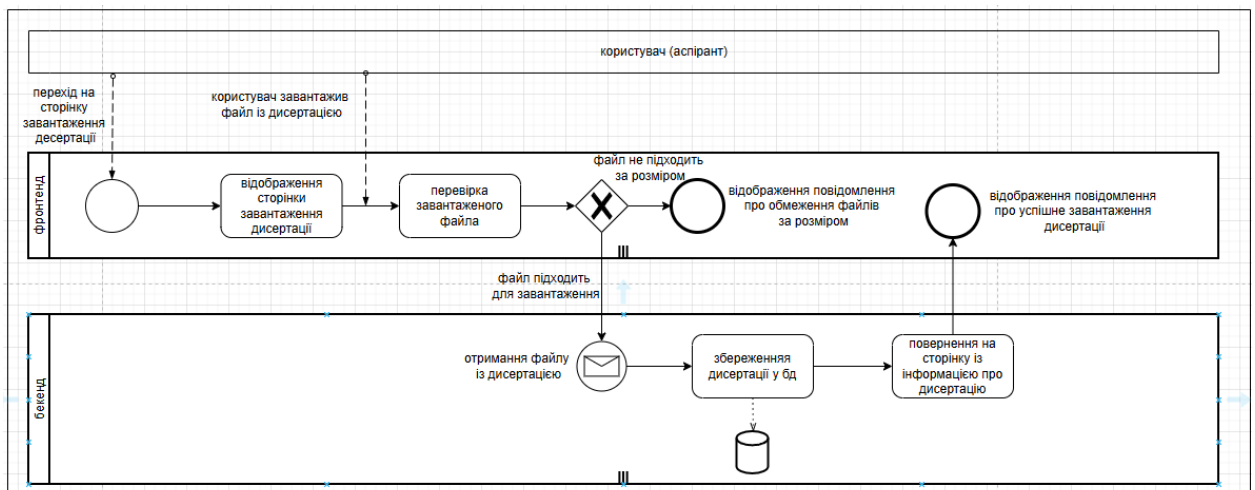 користувач (аспірант)
перехід на
сторінку
завантаження
десертації
користувач завантажив
файл із дисертацією
фронтенд
відображення
сторінки
завантаження
дисертації
перевірка
завантаженого
файла
файл не підходить
за розміром
відображення повідомлення
про обмеження файлів
за розміром
відображення повідомлення
про успішне завантаження
дисертації
файл підходить
для завантаження
бекенд
отримання файлу
із дисертацією
збереженняя
дисертації у бд
повернення на
сторінку із
інформацією про
дисертацію